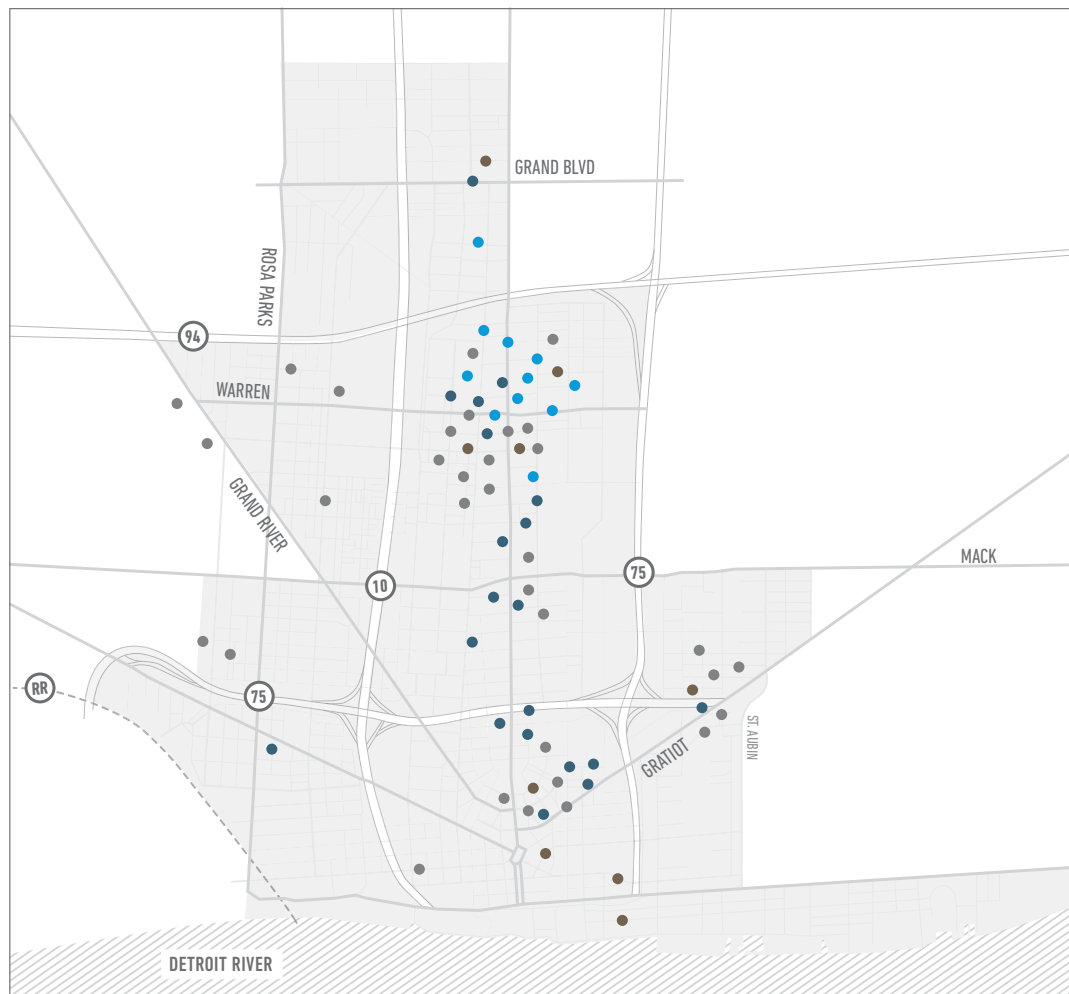 GRAND BLVD
ROSA PARKS
94
WARREN
GRAND RIVER
MACK
75
10
RR
75
ST. AUBIN
GRATIOT
DETROIT RIVER